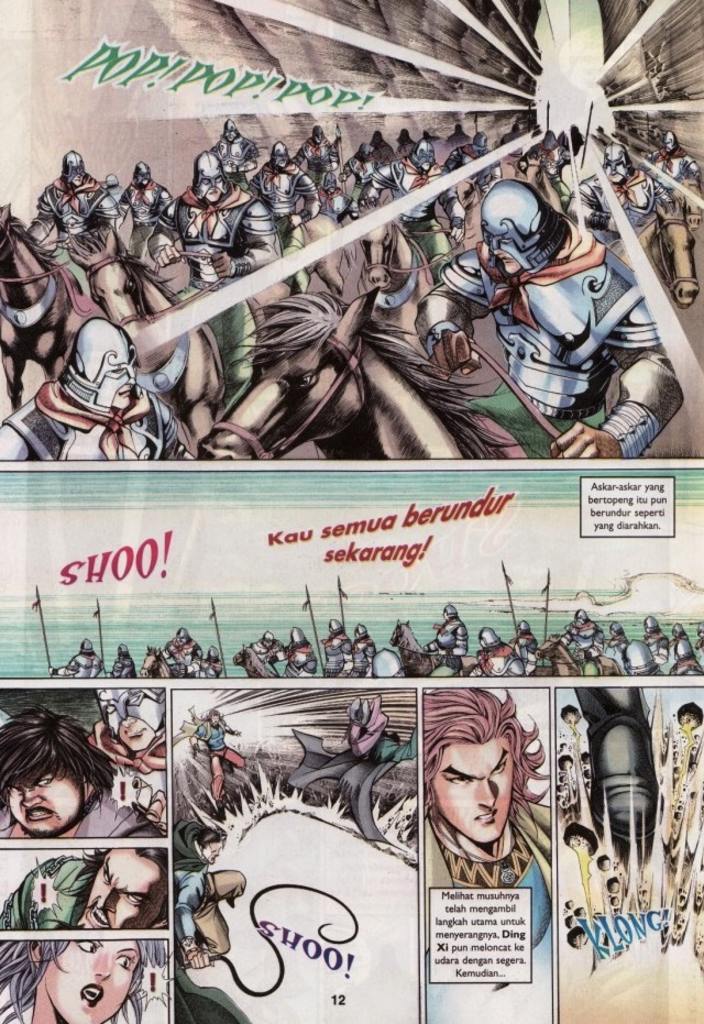 POP! POP! POP!
Askar-askar yang
bertopeng itu pun
berundur seperti
yang diarahkan.
Kau semua berundur
sekarang!
SHOO!
!
!
!
!
SHOO!
Melihat musuhnya
telah mengambil
langkah utama untuk
menyerangnya, Ding
Xi pun meloncat ke
udara dengan segera.
Kemudian...
KLONG!
12